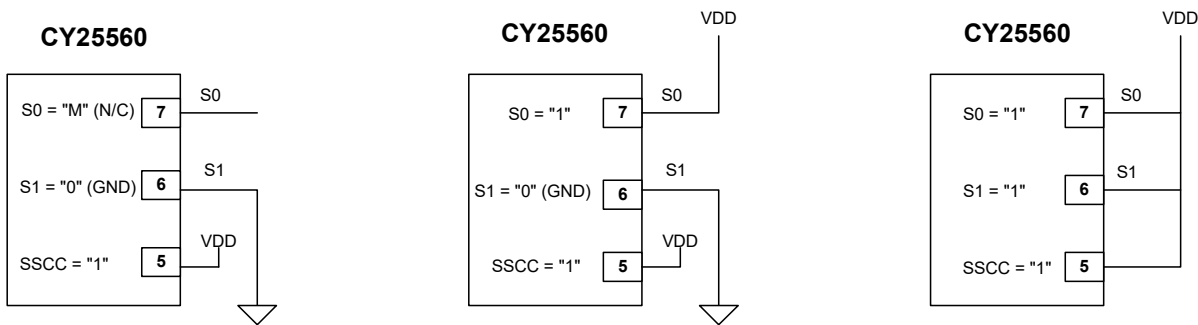 CY25560
S0 = "M" (N/C)
7
S0
S1 = "0" (GND)
6
S1
VDD
SSCC = "1"
5
VDD
CY25560
S0 = "1"
7
S0
S1 = "0" (GND)
6
S1
VDD
SSCC = "1"
5
VDD
CY25560
S0 = "1"
7
S0
S1 = "1"
6
S1
SSCC = "1"
5